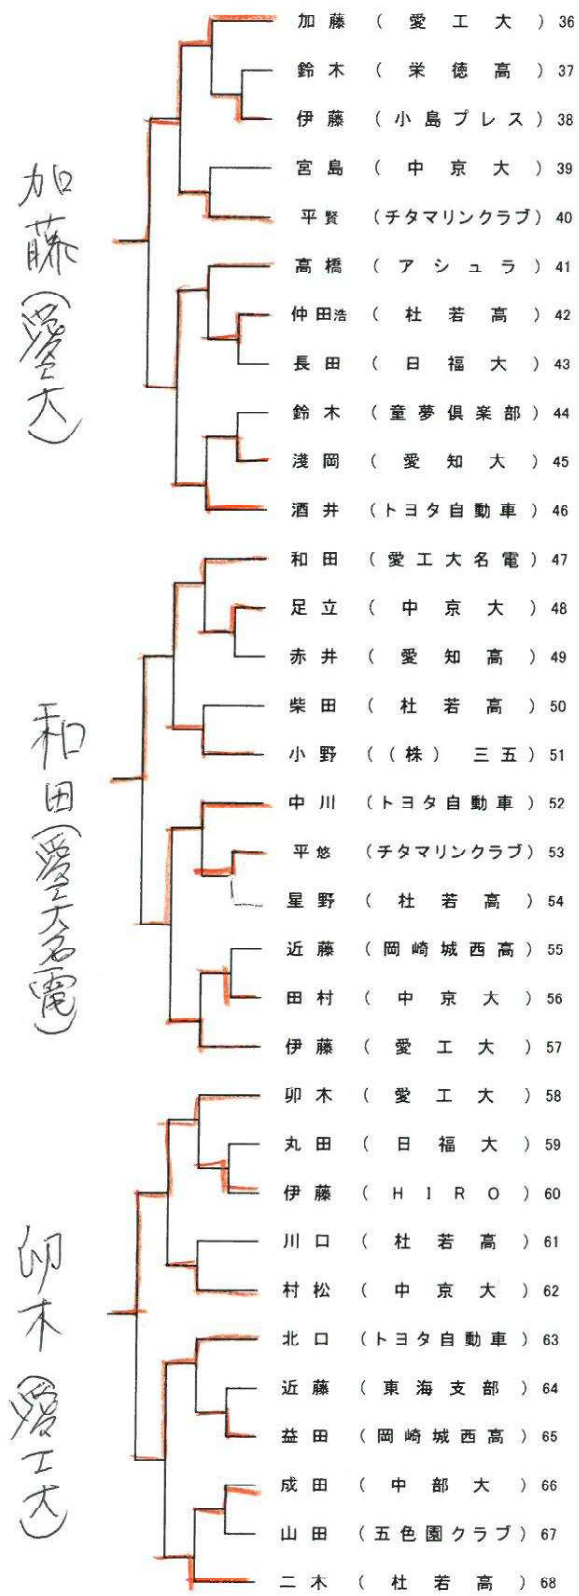 加藤 (愛工大) 36
鈴木 (栄徳高) 37
伊藤 (小島プレス) 38
宮島 (中京大) 39
平賢 (チタマリンクラブ) 40
高橋 (アシュラ) 41
仲田浩 (杜若高) 42
長田 (日福大) 43
鈴木 (童夢倶楽部) 44
淺岡 (愛知大) 45
酒井 (トヨタ自動車) 46
加藤(愛工大)
和田 (愛工大名電) 47
足立 (中京大) 48
赤井 (愛知高) 49
柴田 (杜若高) 50
小野 ((株)三五) 51
中川 (トヨタ自動車) 52
平悠 (チタマリンクラブ) 53
星野 (杜若高) 54
近藤 (岡崎城西高) 55
田村 (中京大) 56
伊藤 (愛工大) 57
和田(愛工大名電)
卯木 (愛工大) 58
丸田 (日福大) 59
伊藤 (HIRO) 60
川口 (杜若高) 61
村松 (中京大) 62
北口 (トヨタ自動車) 63
近藤 (東海支部) 64
益田 (岡崎城西高) 65
成田 (中部大) 66
山田 (五色園クラブ) 67
二木 (杜若高) 68
卯木(愛工大)